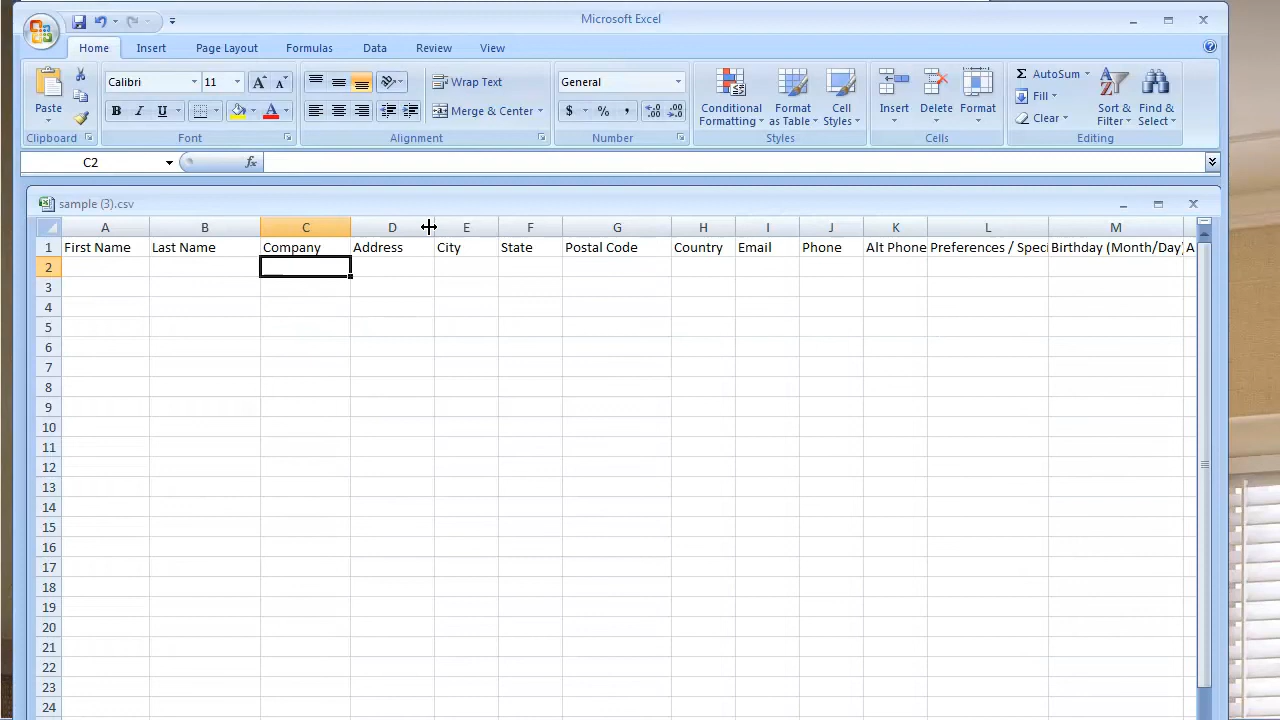 Microsoft Excel
Home Insert Page Layout Formulas Data Review View
Calibri 11 Wrap Text General AutoSum
Paste Conditional Format Cell Insert Delete Format Fill Sort & Find &
B I U Merge & Center $ % , Formatting as Table Styles Clear Filter Select
Clipboard Font Alignment Number Styles Cells Editing
C2 fx
sample (3).csv
A B C D E F G H I J K L M
1 First Name Last Name Company Address City State Postal Code Country Email Phone Alt Phone Preferences / Speci Birthday (Month/Day) A
2
3
4
5
6
7
8
9
10
11
12
13
14
15
16
17
18
19
20
21
22
23
24